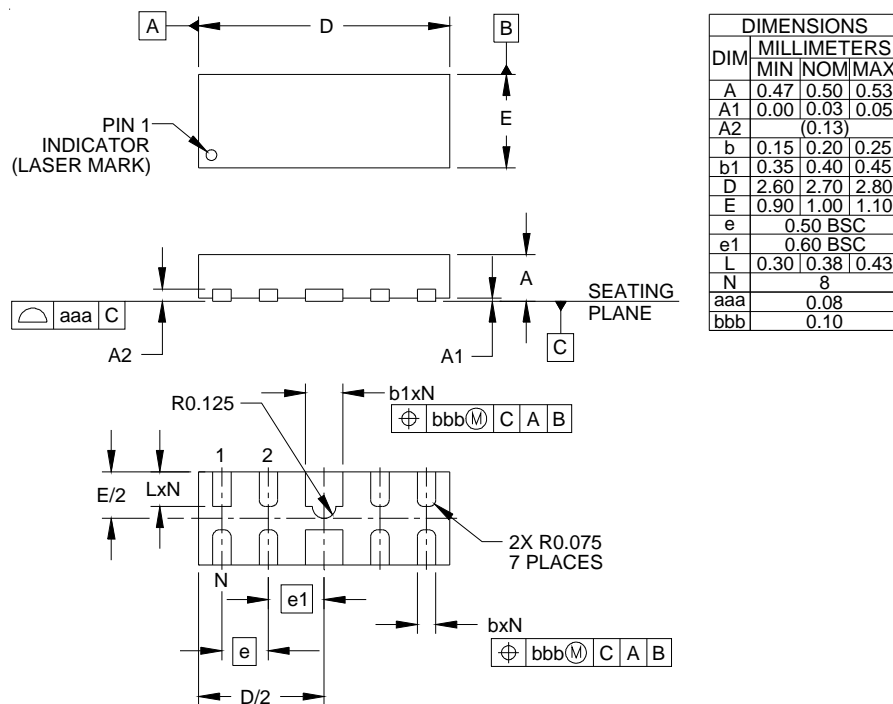 A
D
B
E
PIN 1
INDICATOR
(LASER MARK)
DIMENSIONS
DIM MILLIMETERS
MIN NOM MAX
A 0.47 0.50 0.53
A1 0.00 0.03 0.05
A2 (0.13)
b 0.15 0.20 0.25
b1 0.35 0.40 0.45
D 2.60 2.70 2.80
E 0.90 1.00 1.10
e 0.50 BSC
e1 0.60 BSC
L 0.30 0.38 0.43
N 8
aaa 0.08
bbb 0.10
A
SEATING
PLANE
aaa C
A2
A1
C
R0.125
b1xN
bbb Ⓜ C A B
1 2
E/2
LxN
2X R0.075
7 PLACES
N
e1
e
bxN
bbb Ⓜ C A B
D/2